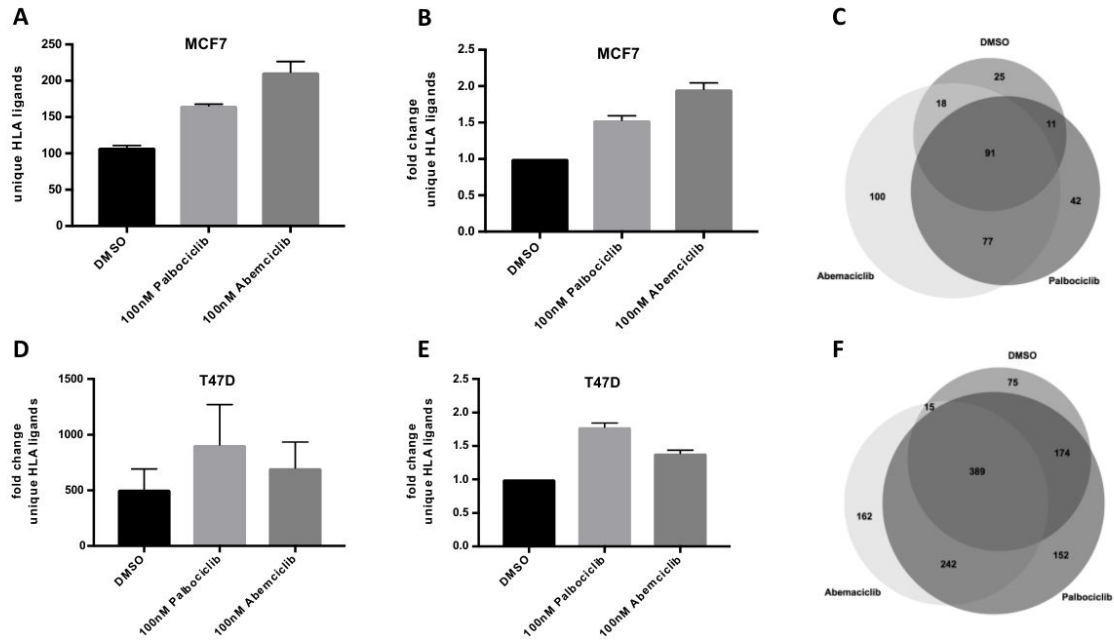 A
MCF7
unique HLA ligands
250
200
150
100
50
0
DMSO
100nM Palbociclib
100nM Abemciclib
B
MCF7
fold change
unique HLA ligands
2.5
2.0
1.5
1.0
0.5
0.0
DMSO
100nM Palbociclib
100nM Abemciclib
C
DMSO
25
18
11
91
100
42
77
Abemaciclib
Palbociclib
D
T47D
fold change
unique HLA ligands
1500
1000
500
0
DMSO
100nM Palbociclib
100nM Abemciclib
E
T47D
fold change
unique HLA ligands
2.5
2.0
1.5
1.0
0.5
0.0
DMSO
100nM Palbociclib
100nM Abemciclib
F
DMSO
75
15
174
389
162
152
242
Abemaciclib
Palbociclib